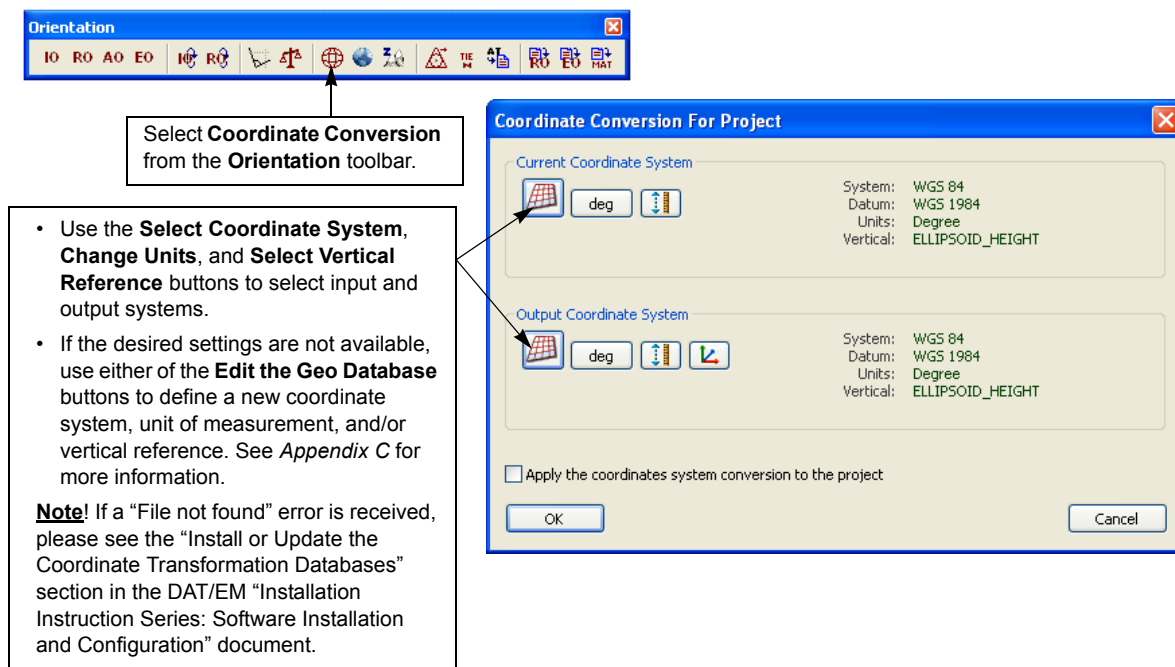 Orientation
IO RO AO EO IO RO TIE M AT RO EO MAT
Select Coordinate Conversion
from the Orientation toolbar.
• Use the Select Coordinate System,
Change Units, and Select Vertical
Reference buttons to select input and
output systems.
• If the desired settings are not available,
use either of the Edit the Geo Database
buttons to define a new coordinate
system, unit of measurement, and/or
vertical reference. See Appendix C for
more information.
Note! If a “File not found” error is received,
please see the “Install or Update the
Coordinate Transformation Databases”
section in the DAT/EM “Installation
Instruction Series: Software Installation
and Configuration” document.
Coordinate Conversion For Project
Current Coordinate System
deg
System: WGS 84
Datum: WGS 1984
Units: Degree
Vertical: ELLIPSOID_HEIGHT
Output Coordinate System
deg
System: WGS 84
Datum: WGS 1984
Units: Degree
Vertical: ELLIPSOID_HEIGHT
Apply the coordinates system conversion to the project
OK
Cancel